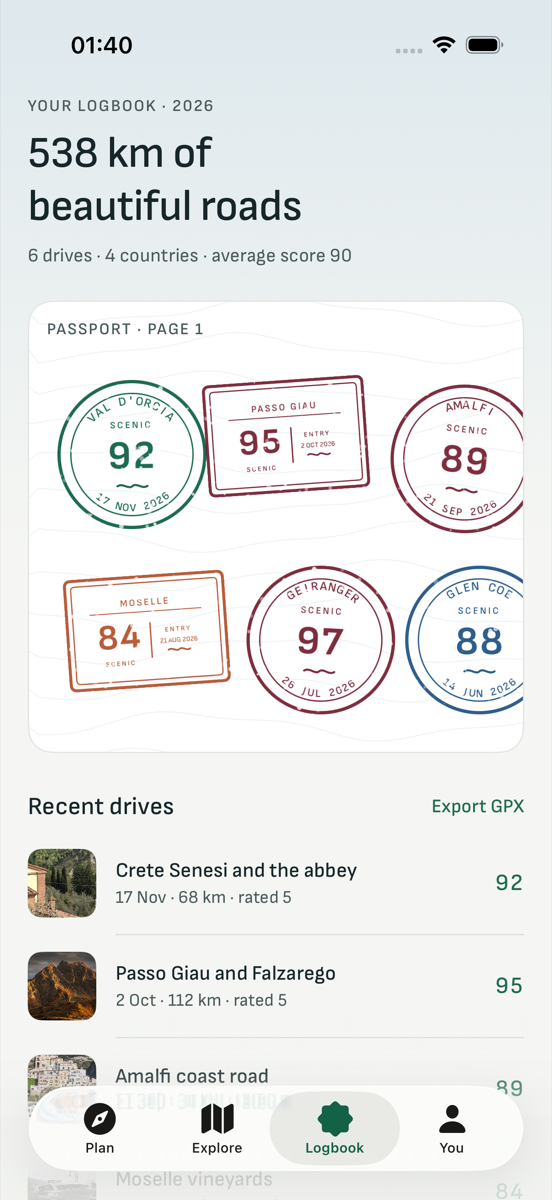 01:40
YOUR LOGBOOK · 2026
538 km of
beautiful roads
6 drives · 4 countries · average score 90
PASSPORT · PAGE 1
VAL D'ORCIA
SCENIC
92
17 NOV 2026
PASSO GIAU
95
ENTRY
2 OCT 2026
SCENIC
AMALFI
SCENIC
89
21 SEP 2026
MOSELLE
84
ENTRY
21 AUG 2026
SCENIC
GEIRANGER
SCENIC
97
26 JUL 2026
GLEN COE
SCENIC
88
14 JUN 2026
Recent drives
Export GPX
Crete Senesi and the abbey
17 Nov · 68 km · rated 5
92
Passo Giau and Falzarego
2 Oct · 112 km · rated 5
95
Amalfi coast road
89
Plan
Explore
Logbook
You
Moselle vineyards
84